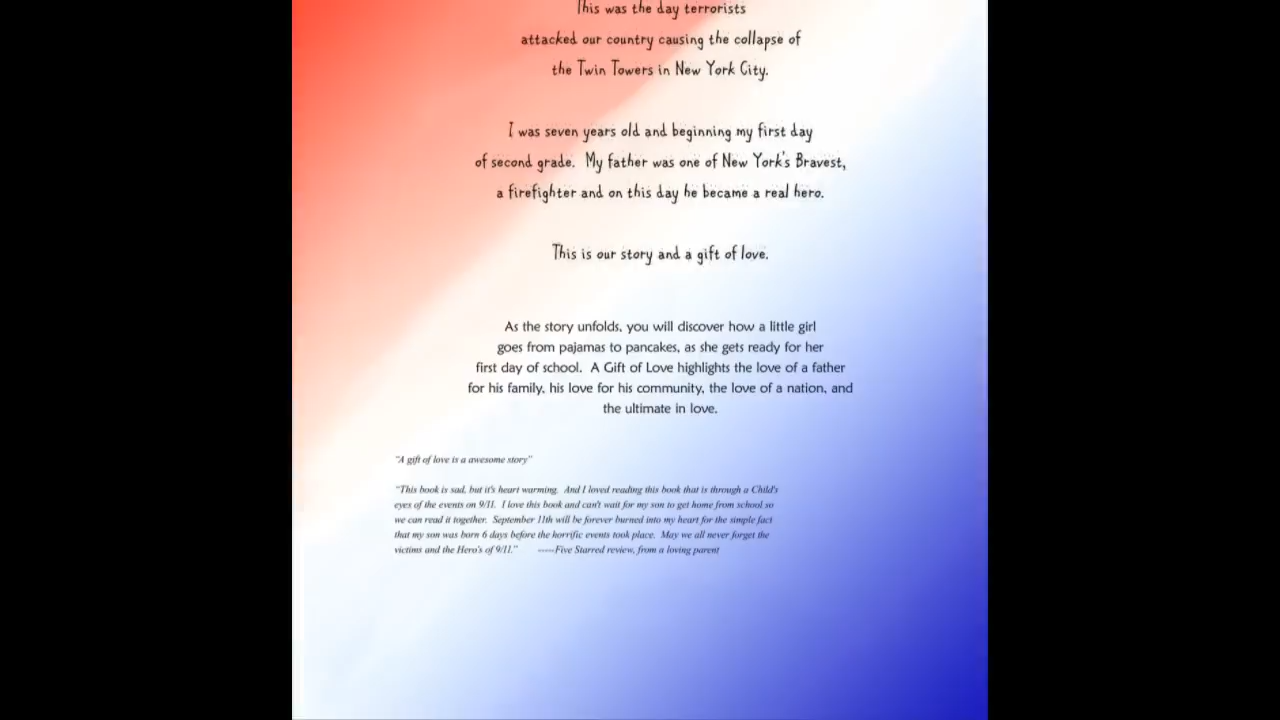 This was the day terrorists
attacked our country causing the collapse of
the Twin Towers in New York City.
I was seven years old and beginning my first day
of second grade. My father was one of New York's Bravest,
a firefighter and on this day he became a real hero.
This is our story and a gift of love.
As the story unfolds, you will discover how a little girl
goes from pajamas to pancakes, as she gets ready for her
first day of school. A Gift of Love highlights the love of a father
for his family, his love for his community, the love of a nation, and
the ultimate in love.
"A gift of love is a awesome story"
"This book is sad, but it's heart warming. And I loved reading this book that is through a Child's
eyes of the events on 9/11. I love this book and can't wait for my son to get home from school so
we can read it together. September 11th will be forever burned into my heart for the simple fact
that my son was born 6 days before the horrific events took place. May we all never forget the
victims and the Hero's of 9/11." -----Five Starred review, from a loving parent